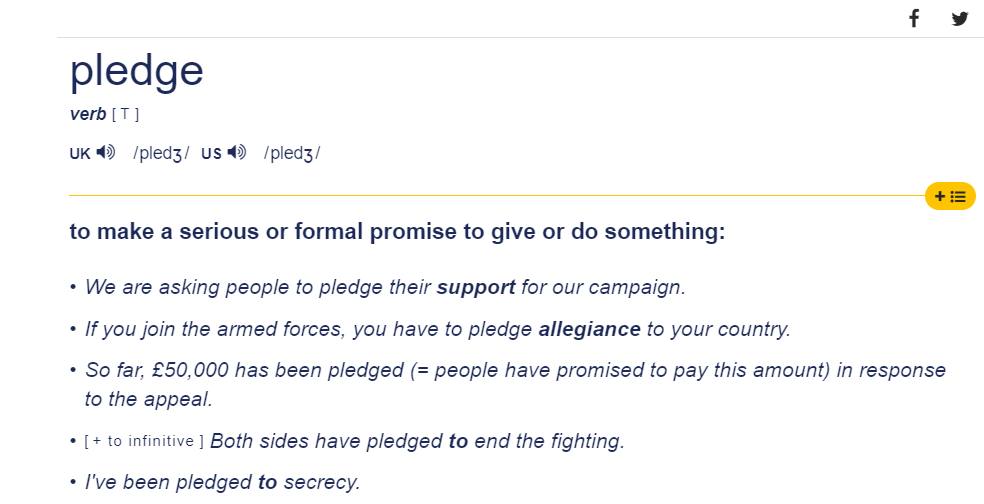 pledge
verb [ T ]
UK /pledʒ/ US /pledʒ/
to make a serious or formal promise to give or do something:
• We are asking people to pledge their support for our campaign.
• If you join the armed forces, you have to pledge allegiance to your country.
• So far, £50,000 has been pledged (= people have promised to pay this amount) in response
to the appeal.
• [ + to infinitive ] Both sides have pledged to end the fighting.
• I've been pledged to secrecy.